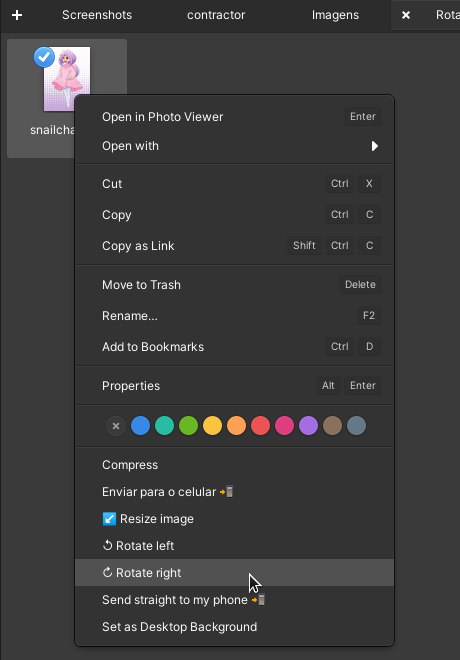 Screenshots contractor Imagens Rota
snailcha
Open in Photo Viewer Enter
Open with
Cut Ctrl X
Copy Ctrl C
Copy as Link Shift Ctrl C
Move to Trash Delete
Rename... F2
Add to Bookmarks Ctrl D
Properties Alt Enter
Compress
Enviar para o celular 📲
↙️ Resize image
↺ Rotate left
↻ Rotate right
Send straight to my phone 📲
Set as Desktop Background